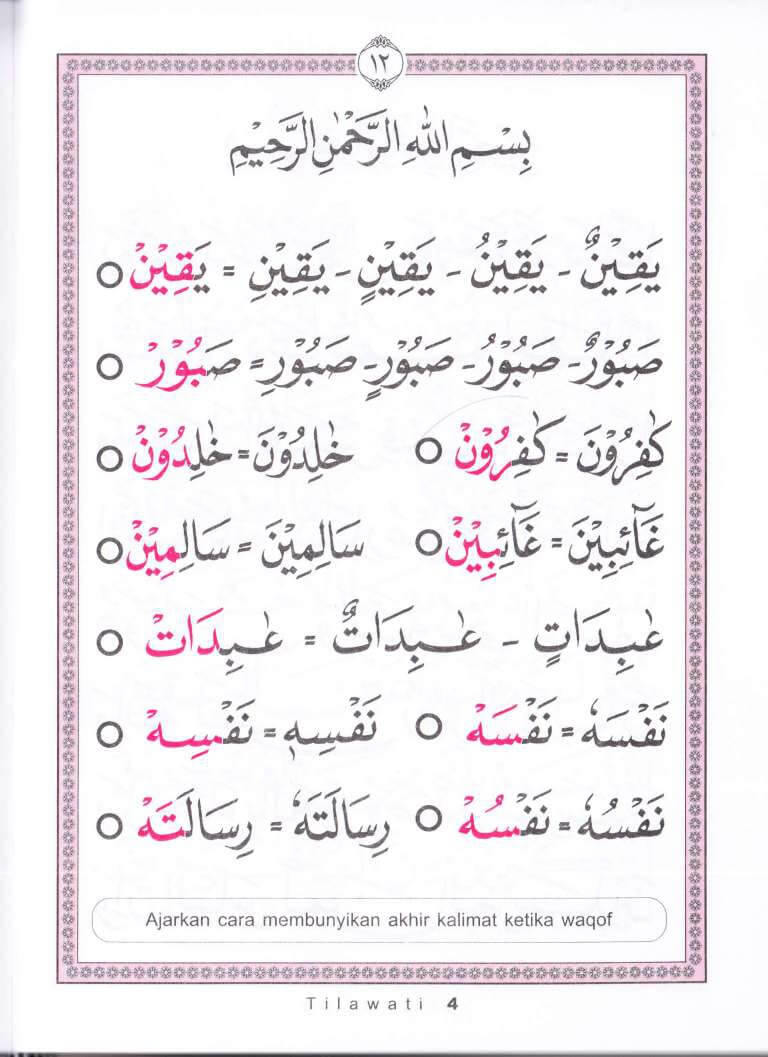 ١٢
بِسْمِ اللّٰهِ الرَّحْمٰنِ الرَّحِيْمِ
يَقِيْنٌ - يَقِيْنُ - يَقِيْنٍ - يَقِيْنِ = يَقِيْنْ ○
صَبُوْرٌ - صَبُوْرُ - صَبُوْرٍ - صَبُوْرِ = صَبُوْرْ ○
كٰفِرُوْنَ = كٰفِرُوْنْ ○ خٰلِدُوْنَ = خٰلِدُوْنْ ○
غَآئِبِيْنَ = غَآئِبِيْنْ ○ سَالِمِيْنَ = سَالِمِيْنْ ○
عٰبِدَاتٍ - عٰبِدَاتٌ = عٰبِدَاتْ ○
نَفْسَهٗ = نَفْسَهْ ○ نَفْسِهٖ = نَفْسِهْ ○
نَفْسُهٗ = نَفْسُهْ ○ رِسَالَتَهٗ = رِسَالَتَهْ ○
Ajarkan cara membunyikan akhir kalimat ketika waqof
Tilawati 4